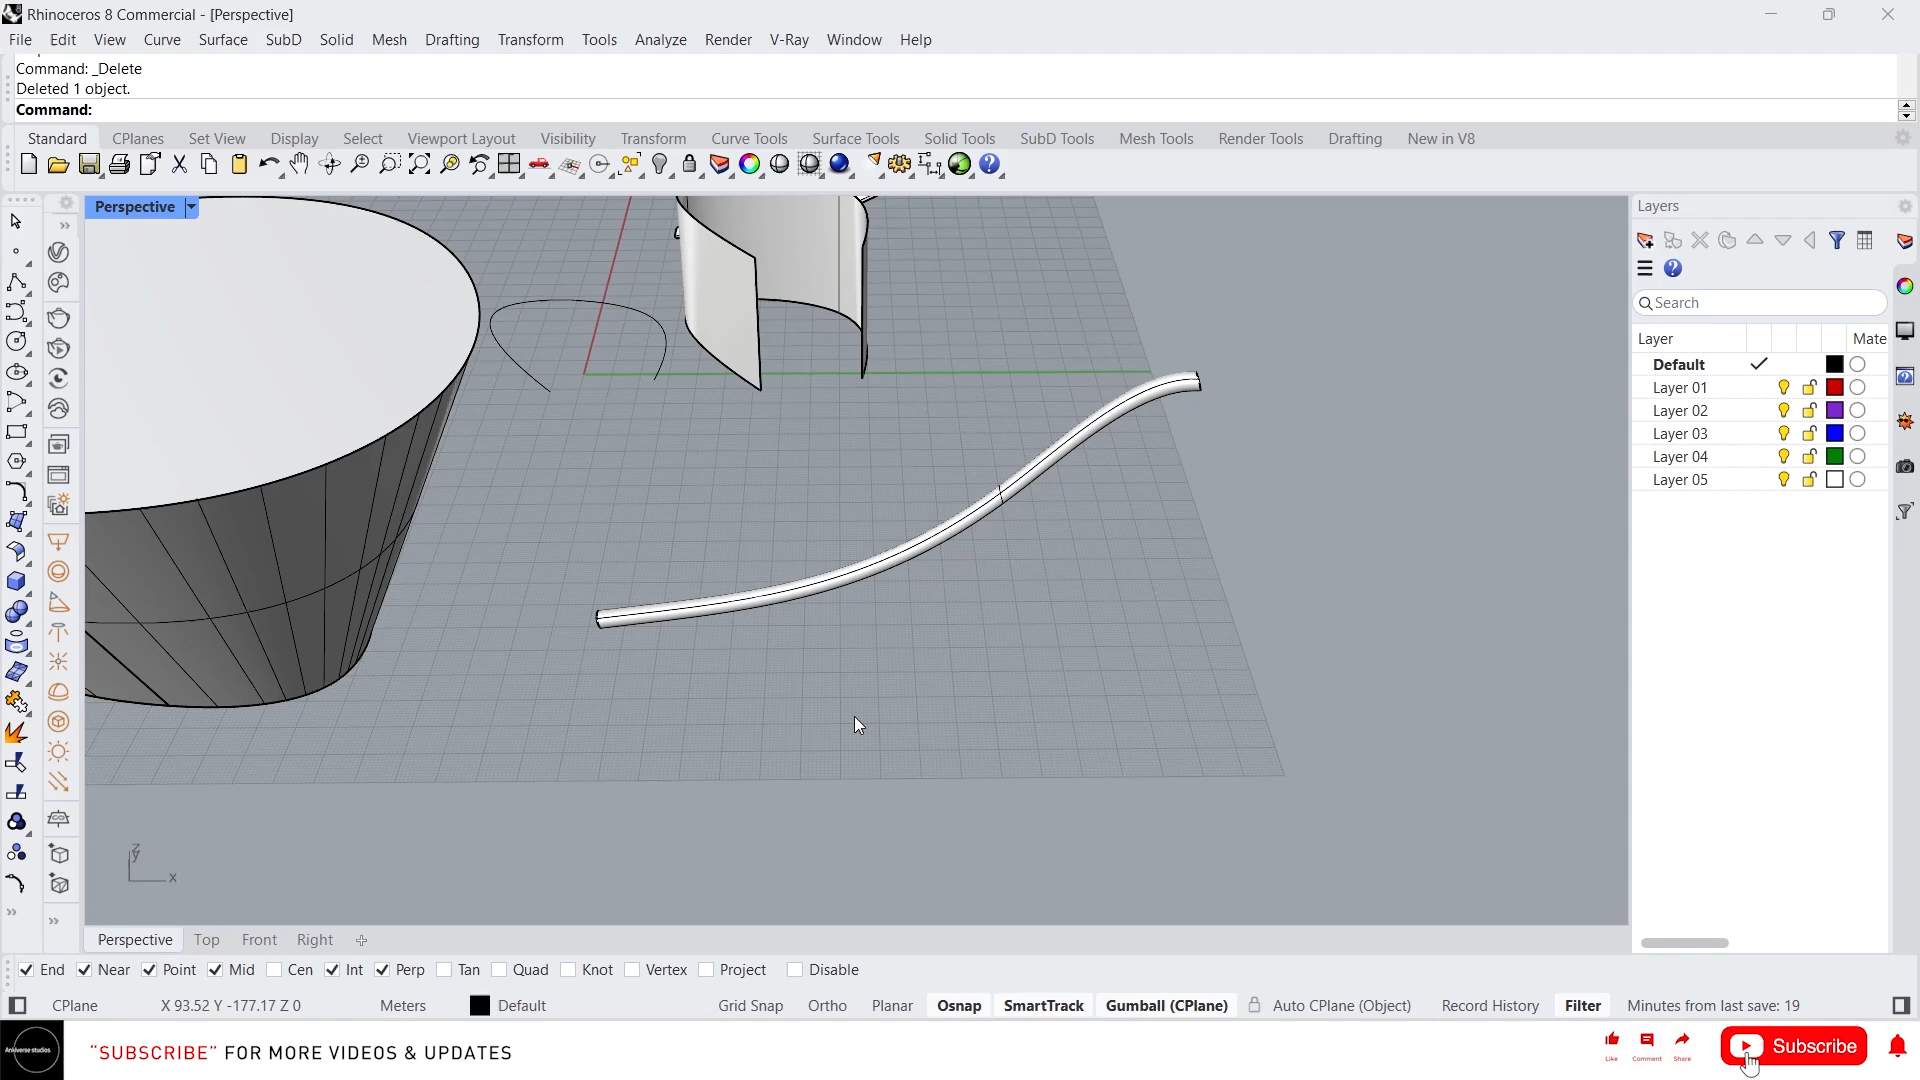 Rhinoceros 8 Commercial - [Perspective]
File Edit View Curve Surface SubD Solid Mesh Drafting Transform Tools Analyze Render V-Ray Window Help
Command: _Delete
Deleted 1 object.
Command:
Standard CPlanes Set View Display Select Viewport Layout Visibility Transform Curve Tools Surface Tools Solid Tools SubD Tools Mesh Tools Render Tools Drafting New in V8
Perspective
Layers
Search
Layer Mate
Default
Layer 01
Layer 02
Layer 03
Layer 04
Layer 05
z
y
x
Perspective Top Front Right
End Near Point Mid Cen Int Perp Tan Quad Knot Vertex Project Disable
CPlane X 93.52 Y -177.17 Z 0 Meters Default Grid Snap Ortho Planar Osnap SmartTrack Gumball (CPlane) Auto CPlane (Object) Record History Filter Minutes from last save: 19
Ankiverse studios
"SUBSCRIBE" FOR MORE VIDEOS & UPDATES
Like Comment Share
Subscribe